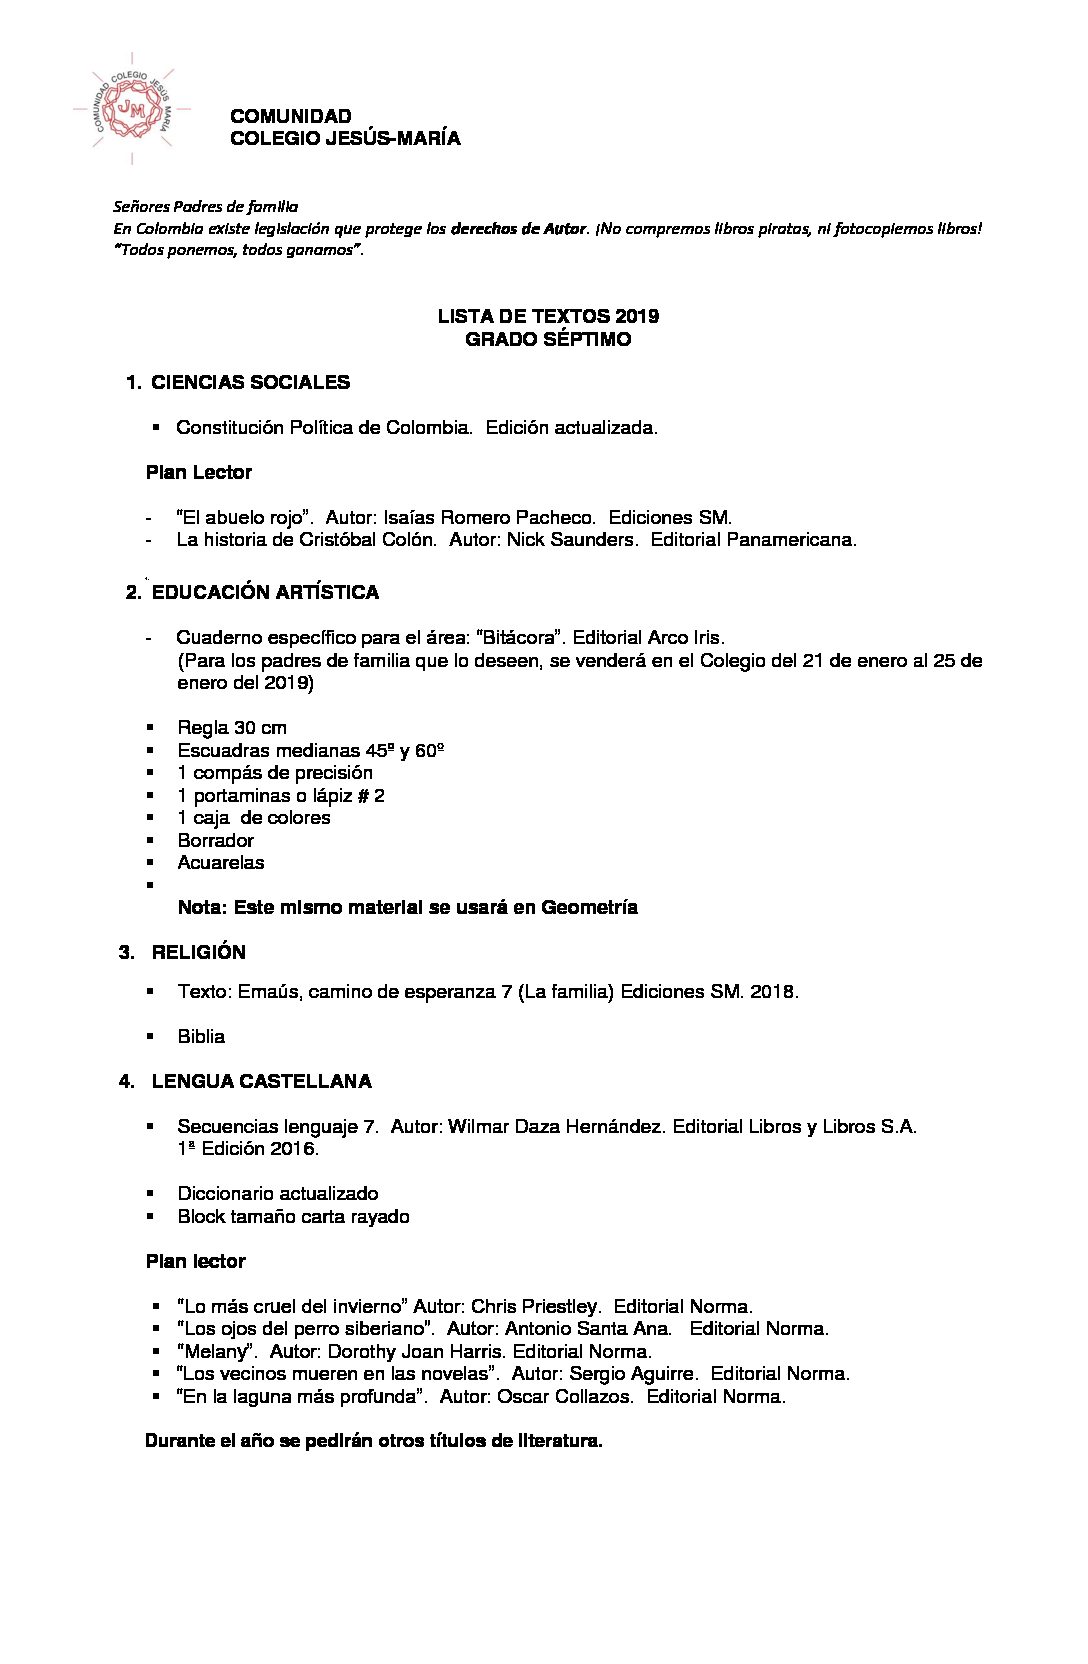 COMUNIDAD COLEGIO JESÚS MARÍA
JM
COMUNIDAD
COLEGIO JESÚS-MARÍA
Señores Padres de familia
En Colombia existe legislación que protege los derechos de Autor. ¡No compremos libros piratas, ni fotocopiemos libros!
“Todos ponemos, todos ganamos”.
LISTA DE TEXTOS 2019
GRADO SÉPTIMO
1. CIENCIAS SOCIALES
▪ Constitución Política de Colombia. Edición actualizada.
Plan Lector
- “El abuelo rojo”. Autor: Isaías Romero Pacheco. Ediciones SM.
- La historia de Cristóbal Colón. Autor: Nick Saunders. Editorial Panamericana.
2. EDUCACIÓN ARTÍSTICA
- Cuaderno específico para el área: “Bitácora”. Editorial Arco Iris.
(Para los padres de familia que lo deseen, se venderá en el Colegio del 21 de enero al 25 de
enero del 2019)
▪ Regla 30 cm
▪ Escuadras medianas 45º y 60º
▪ 1 compás de precisión
▪ 1 portaminas o lápiz # 2
▪ 1 caja de colores
▪ Borrador
▪ Acuarelas
▪
Nota: Este mismo material se usará en Geometría
3. RELIGIÓN
▪ Texto: Emaús, camino de esperanza 7 (La familia) Ediciones SM. 2018.
▪ Biblia
4. LENGUA CASTELLANA
▪ Secuencias lenguaje 7. Autor: Wilmar Daza Hernández. Editorial Libros y Libros S.A.
1ª Edición 2016.
▪ Diccionario actualizado
▪ Block tamaño carta rayado
Plan lector
▪ “Lo más cruel del invierno” Autor: Chris Priestley. Editorial Norma.
▪ “Los ojos del perro siberiano”. Autor: Antonio Santa Ana. Editorial Norma.
▪ “Melany”. Autor: Dorothy Joan Harris. Editorial Norma.
▪ “Los vecinos mueren en las novelas”. Autor: Sergio Aguirre. Editorial Norma.
▪ “En la laguna más profunda”. Autor: Oscar Collazos. Editorial Norma.
Durante el año se pedirán otros títulos de literatura.